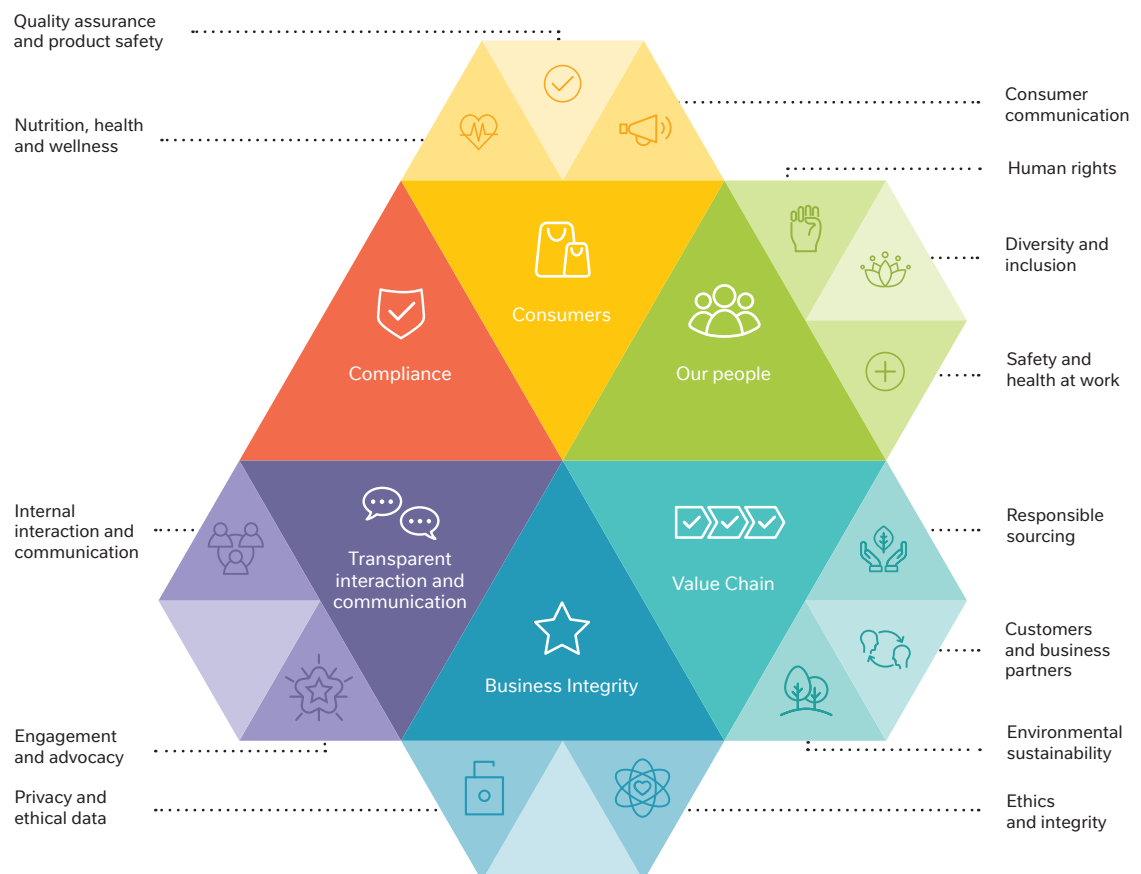 Quality assurance
and product safety
Nutrition, health
and wellness
Consumer
communication
Human rights
Diversity and
inclusion
Safety and
health at work
Consumers
Compliance
Our people
Internal
interaction and
communication
Transparent
interaction and
communication
Value Chain
Business Integrity
Responsible
sourcing
Customers
and business
partners
Environmental
sustainability
Engagement
and advocacy
Privacy and
ethical data
Ethics
and integrity